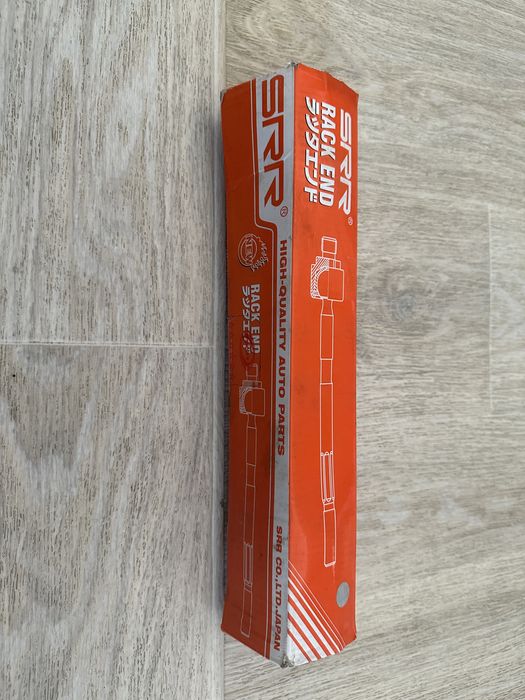 SRR®
RACK END
ラックエンド
SRR®
HIGH-QUALITY AUTO PARTS
RACK END
ラックエンド
SRB CO.,LTD.JAPAN